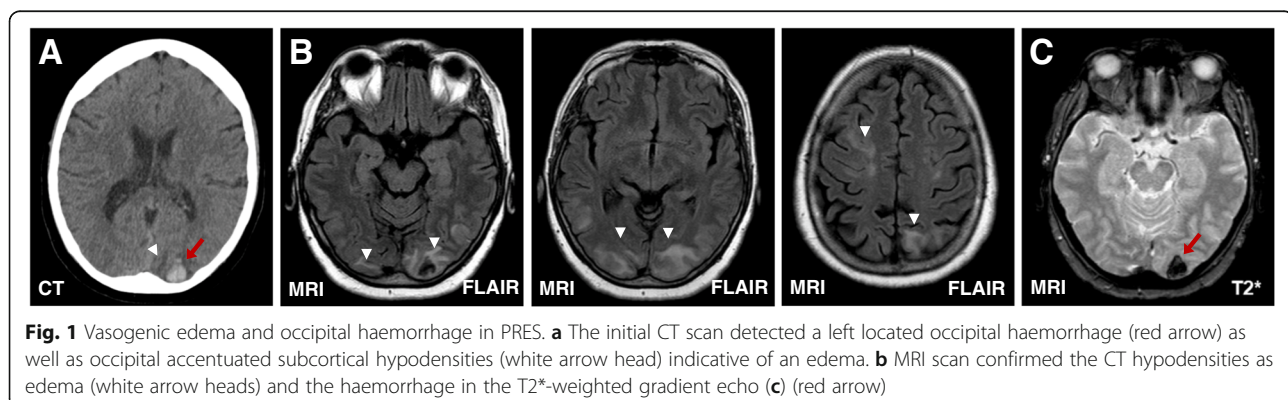 A
B
C
CT
MRI
FLAIR
MRI
FLAIR
MRI
FLAIR
MRI
T2*
Fig. 1 Vasogenic edema and occipital haemorrhage in PRES. a The initial CT scan detected a left located occipital haemorrhage (red arrow) as
well as occipital accentuated subcortical hypodensities (white arrow head) indicative of an edema. b MRI scan confirmed the CT hypodensities as
edema (white arrow heads) and the haemorrhage in the T2*-weighted gradient echo (c) (red arrow)